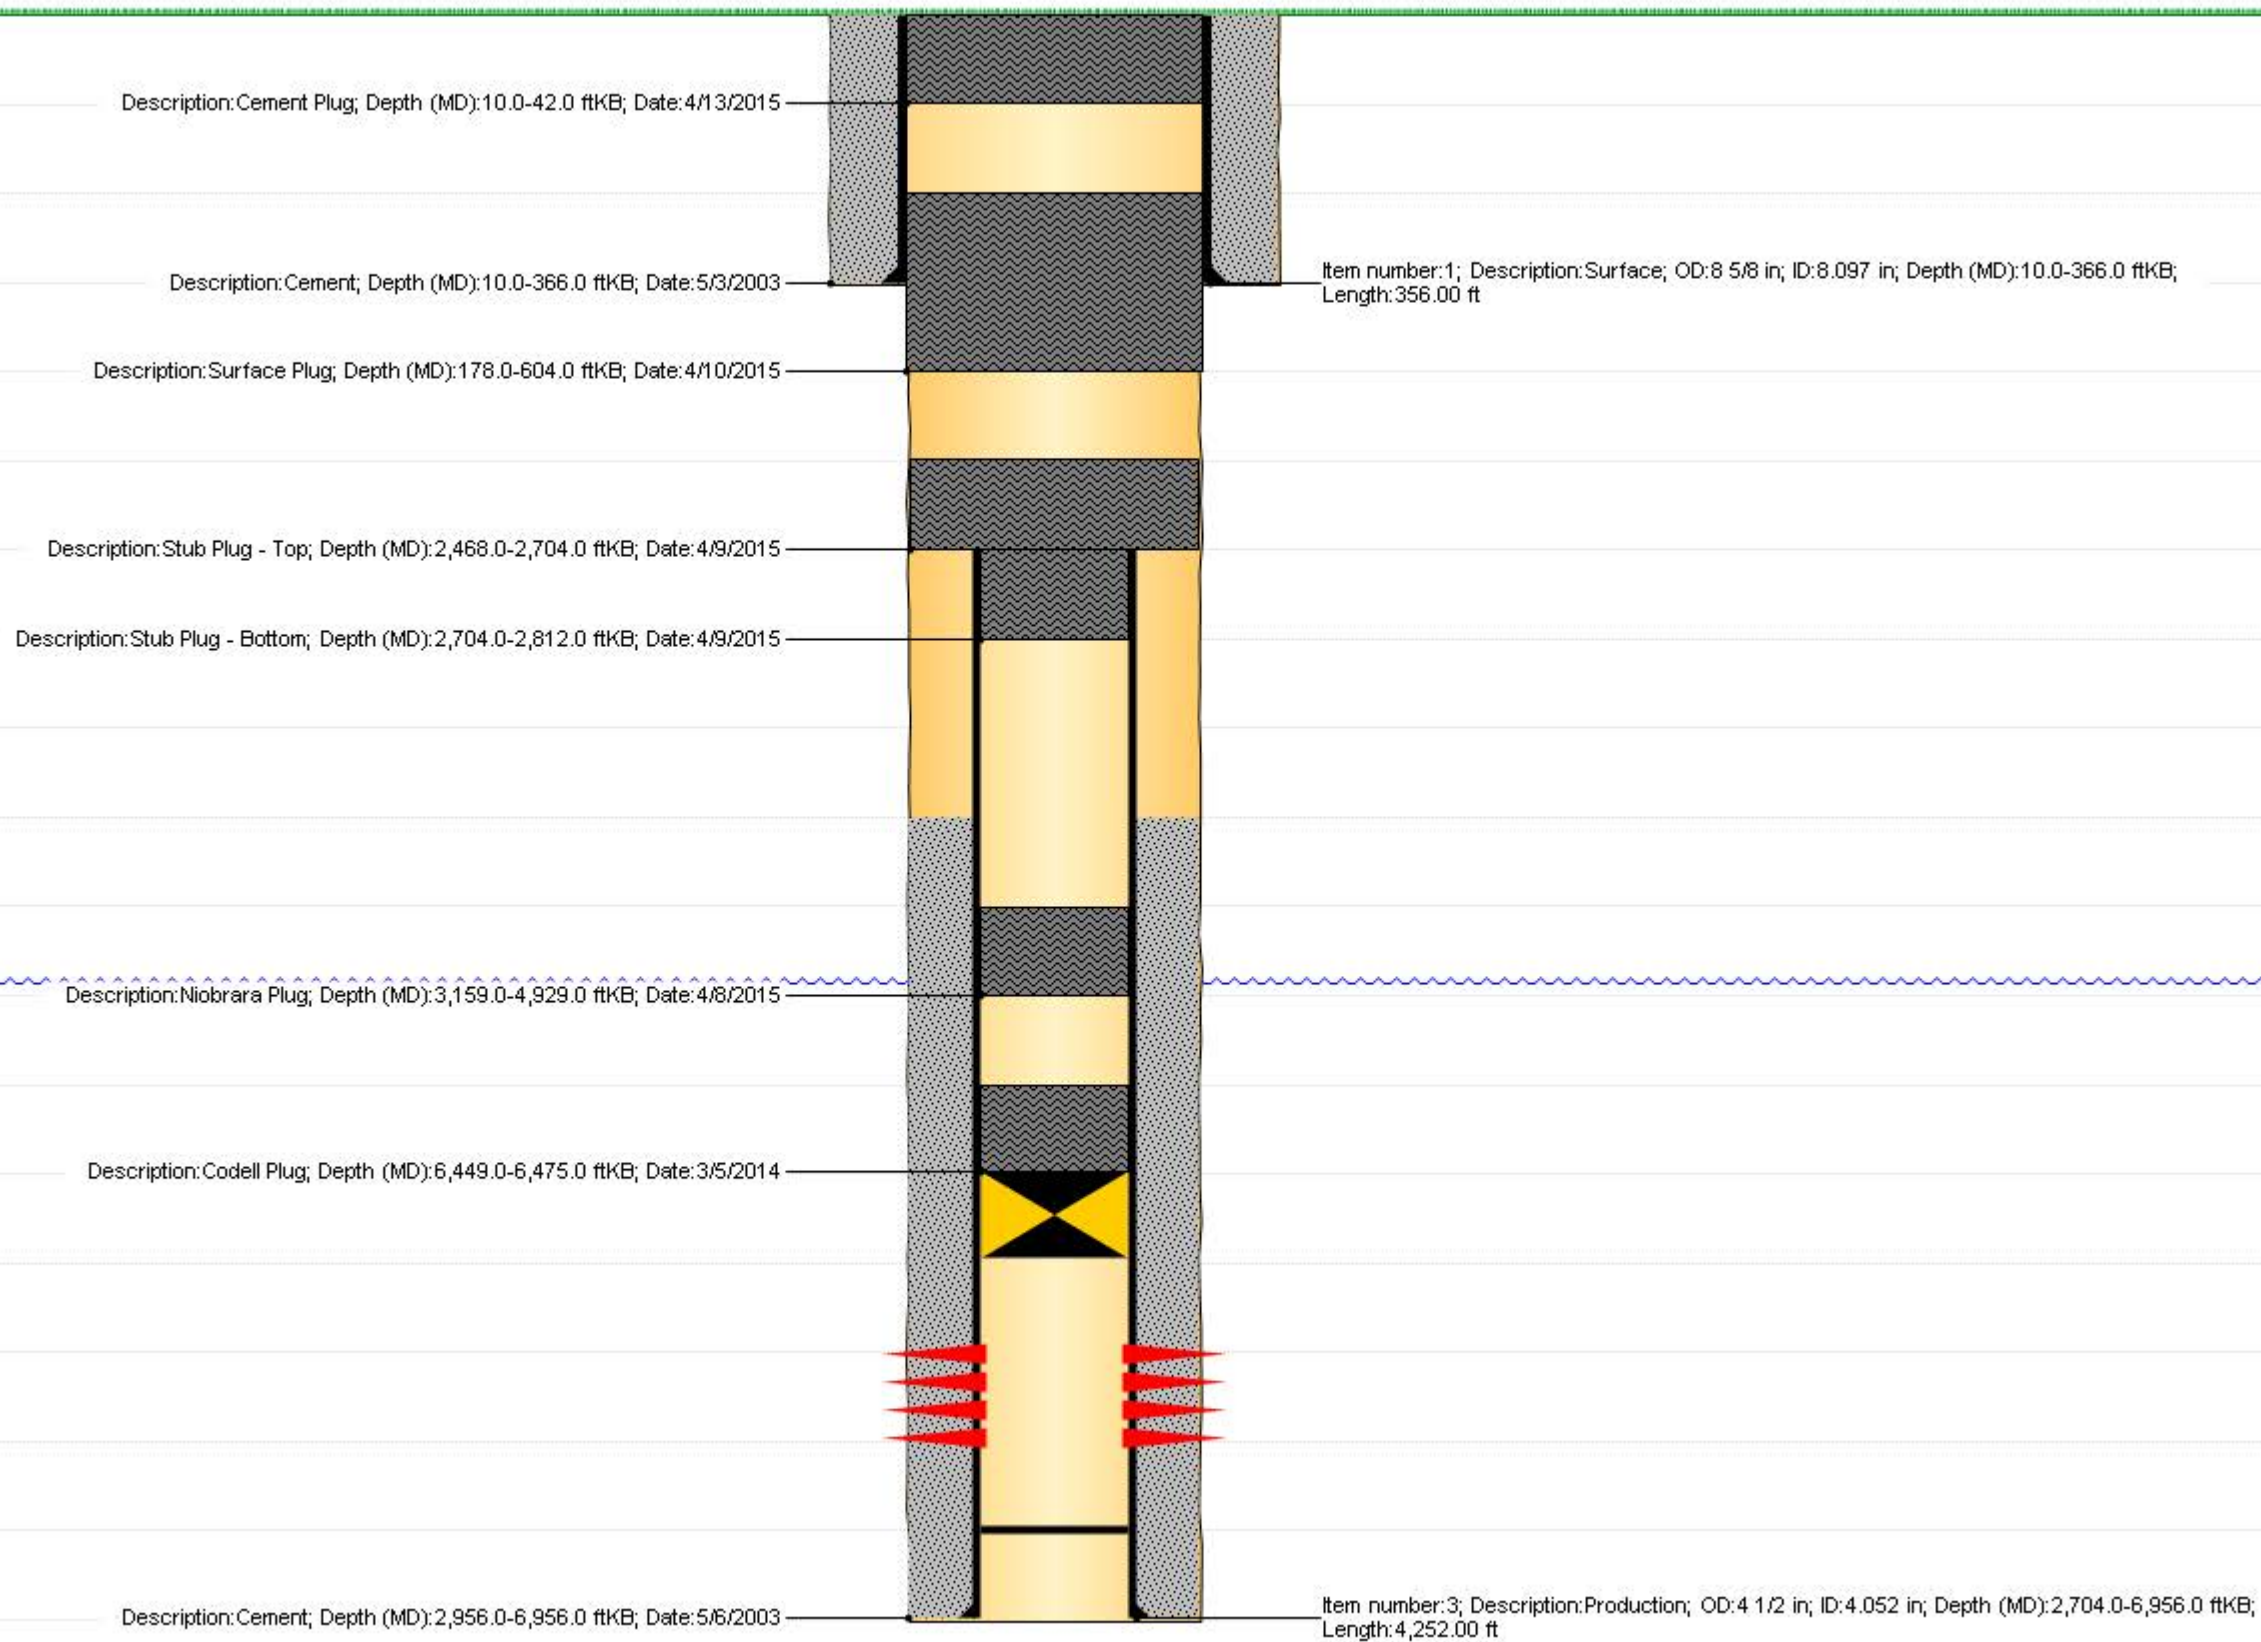 Description:Cement Plug; Depth (MD):10.0-42.0 ftKB; Date:4/13/2015
Description:Cement; Depth (MD):10.0-366.0 ftKB; Date:5/3/2003
Item number:1; Description:Surface; OD:8 5/8 in; ID:8.097 in; Depth (MD):10.0-366.0 ftKB;
Length:356.00 ft
Description:Surface Plug; Depth (MD):178.0-604.0 ftKB; Date:4/10/2015
Description:Stub Plug - Top; Depth (MD):2,468.0-2,704.0 ftKB; Date:4/9/2015
Description:Stub Plug - Bottom; Depth (MD):2,704.0-2,812.0 ftKB; Date:4/9/2015
Description:Niobrara Plug; Depth (MD):3,159.0-4,929.0 ftKB; Date:4/8/2015
Description:Codell Plug; Depth (MD):6,449.0-6,475.0 ftKB; Date:3/5/2014
Description:Cement; Depth (MD):2,956.0-6,956.0 ftKB; Date:5/6/2003
Item number:3; Description:Production; OD:4 1/2 in; ID:4.052 in; Depth (MD):2,704.0-6,956.0 ftKB;
Length:4,252.00 ft